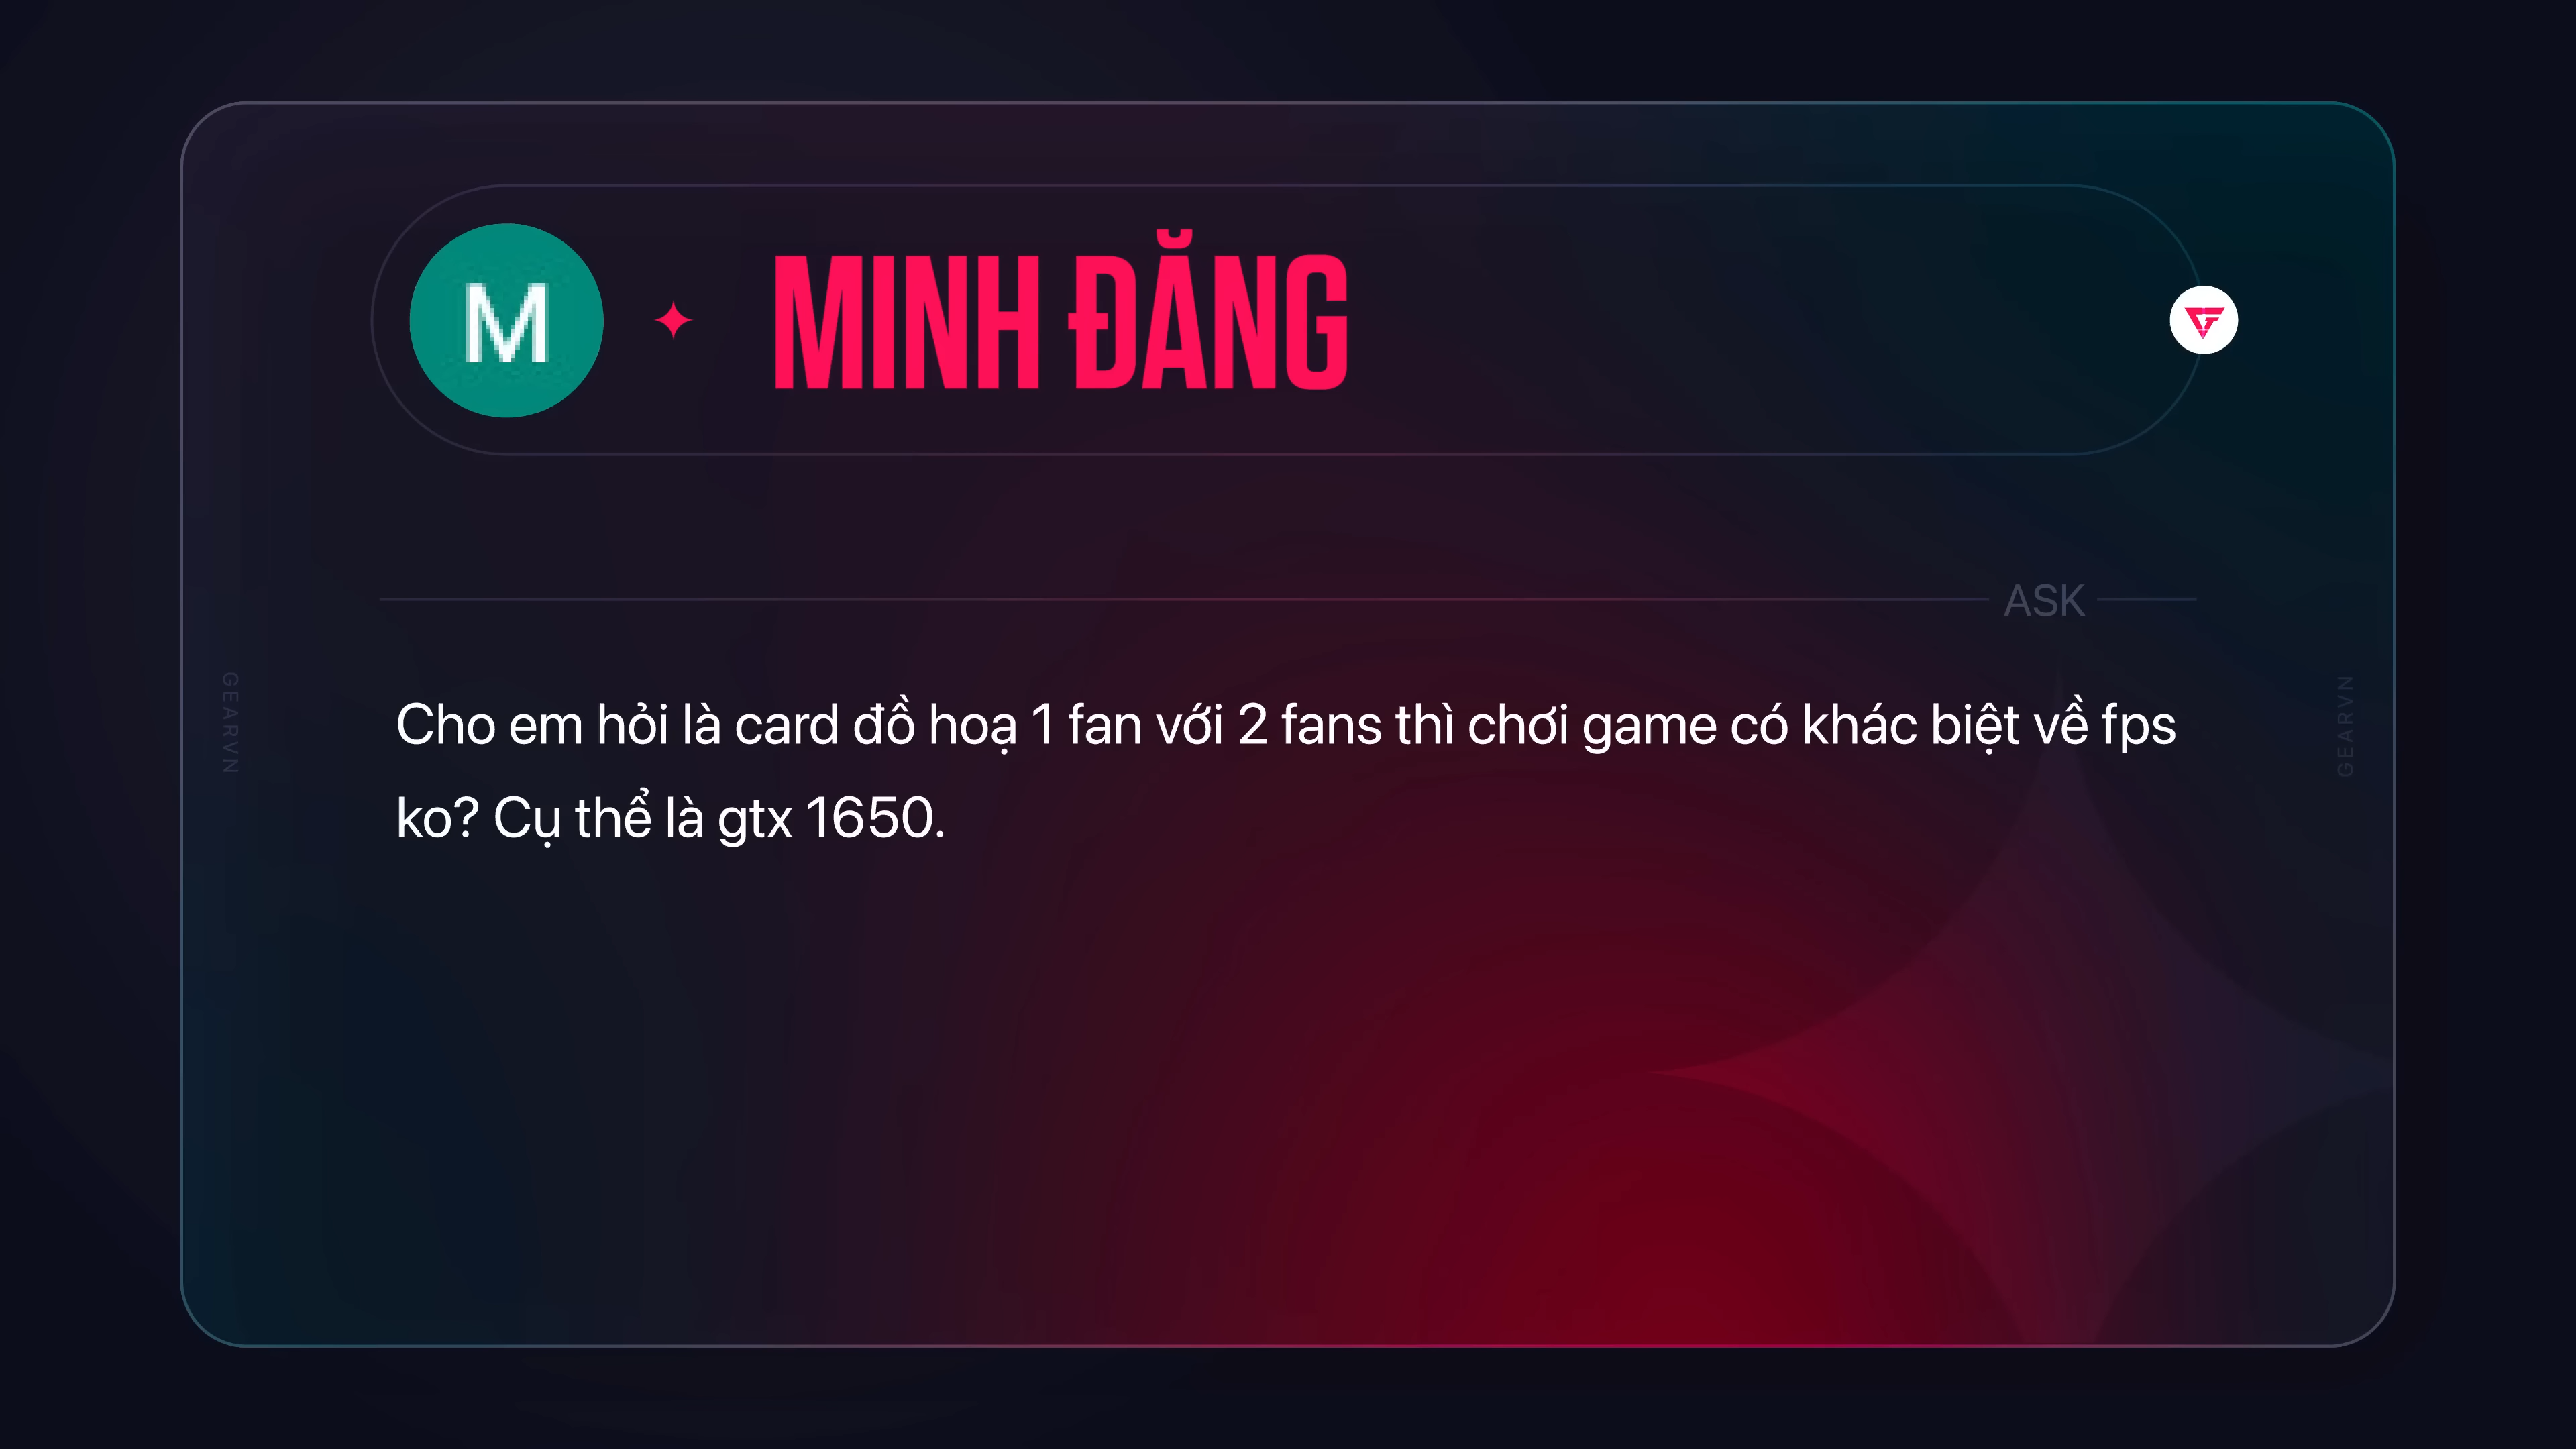 M
MINH ĐĂNG
ASK
GEARVN
GEARVN
Cho em hỏi là card đồ hoạ 1 fan với 2 fans thì chơi game có khác biệt về fps
ko? Cụ thể là gtx 1650.